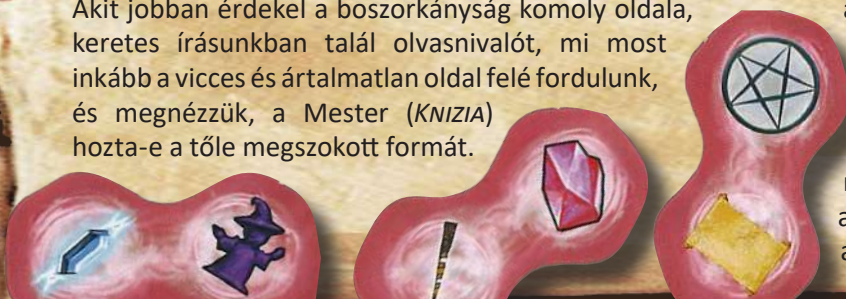 Akit jobban érdekel a boszorkányság komoly oldala,
keretes írásunkban talál olvasnivalót, mi most
inkább a vicces és ártalmatlan oldal felé fordulunk,
és megnézzük, a Mester (KNIZIA)
hozta-e a tőle megszokott formát.